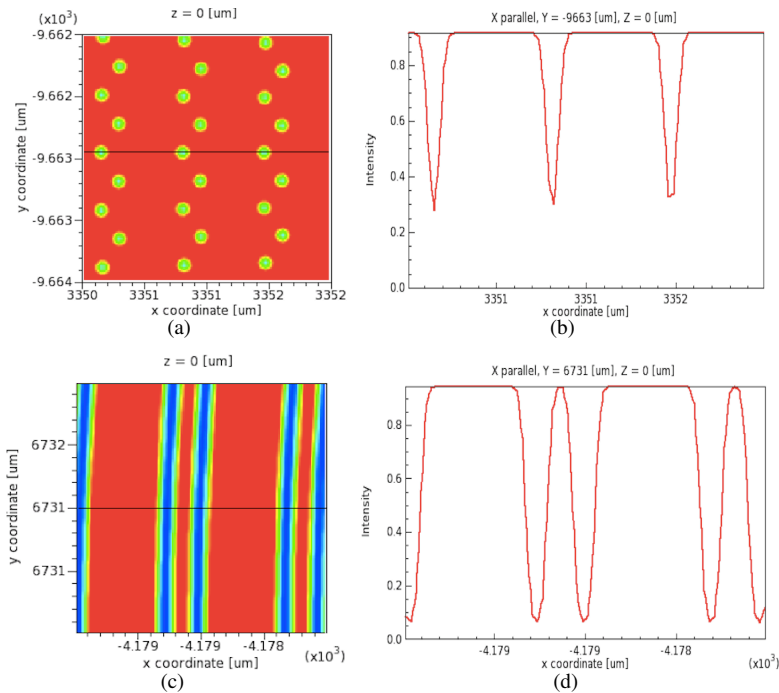 z = 0 [um]
(x10³)
-9.662
-9.662
-9.663
-9.663
-9.664
y coordinate [um]
3350
3351
3351
3352
3352
x coordinate [um]
(a)
X parallel, Y = -9663 [um], Z = 0 [um]
0.8
0.6
0.4
0.2
0.0
Intensity
3351
3351
3352
x coordinate [um]
(b)
z = 0 [um]
6732
6731
6731
y coordinate [um]
-4.179
-4.179
-4.178
x coordinate [um]
(x10³)
(c)
X parallel, Y = 6731 [um], Z = 0 [um]
0.8
0.6
0.4
0.2
0.0
Intensity
-4.179
-4.178
x coordinate [um]
(x10³)
(d)